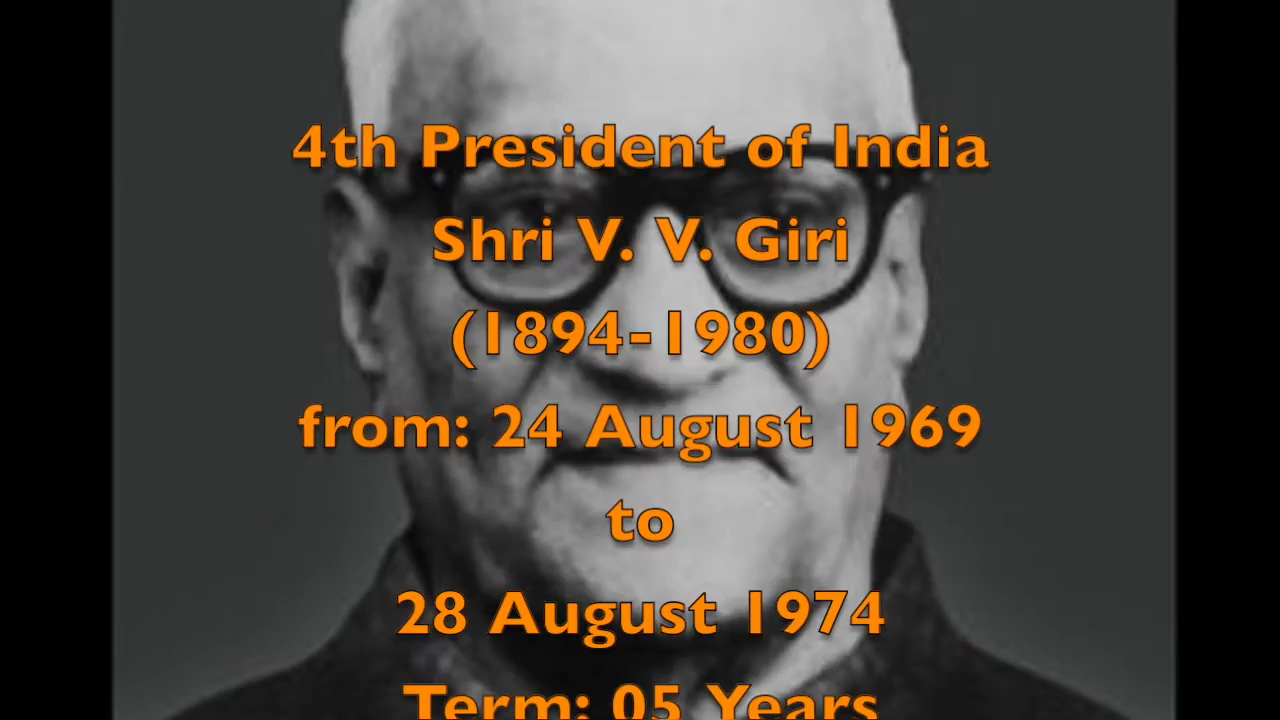 4th President of India
Shri V. V. Giri
(1894-1980)
from: 24 August 1969
to
28 August 1974
Term: 05 Years